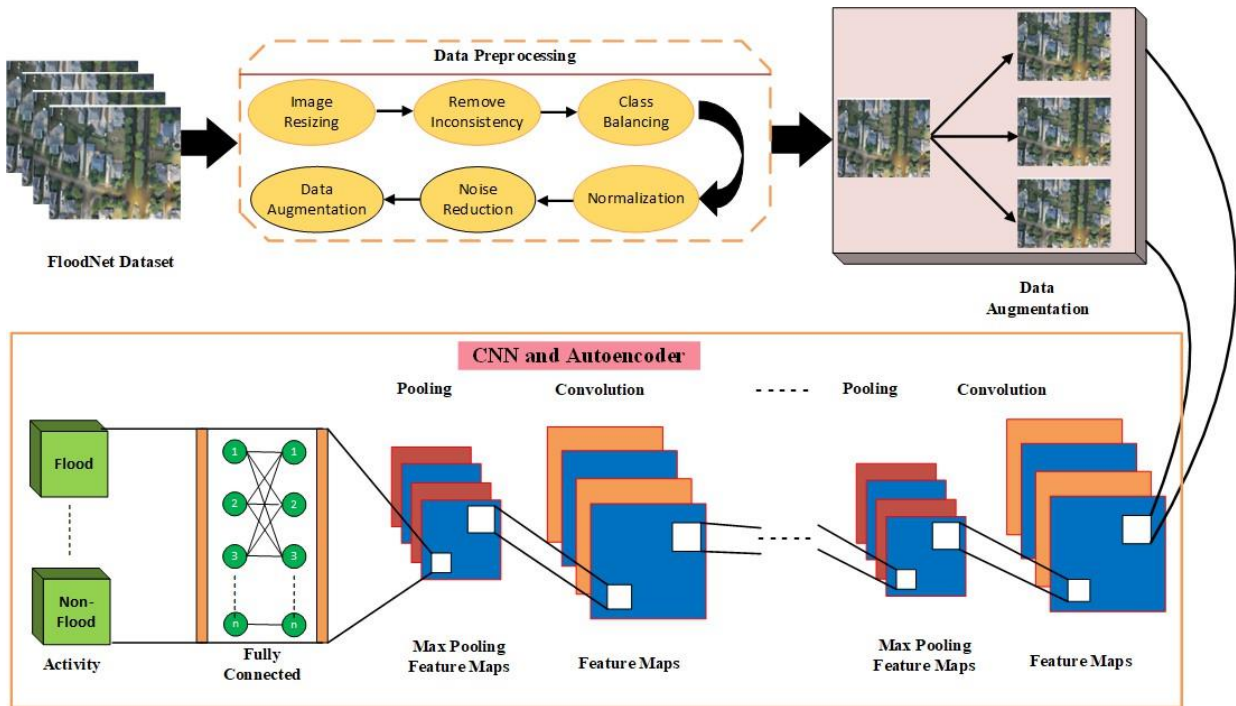 Data Preprocessing
Image
Resizing
Remove
Inconsistency
Class
Balancing
Data
Augmentation
Noise
Reduction
Normalization
FloodNet Dataset
Data
Augmentation
CNN and Autoencoder
Pooling
Convolution
Pooling
Convolution
Flood
Non-
Flood
Activity
1
1
2
2
3
3
n
n
Fully
Connected
Max Pooling
Feature Maps
Feature Maps
Max Pooling
Feature Maps
Feature Maps